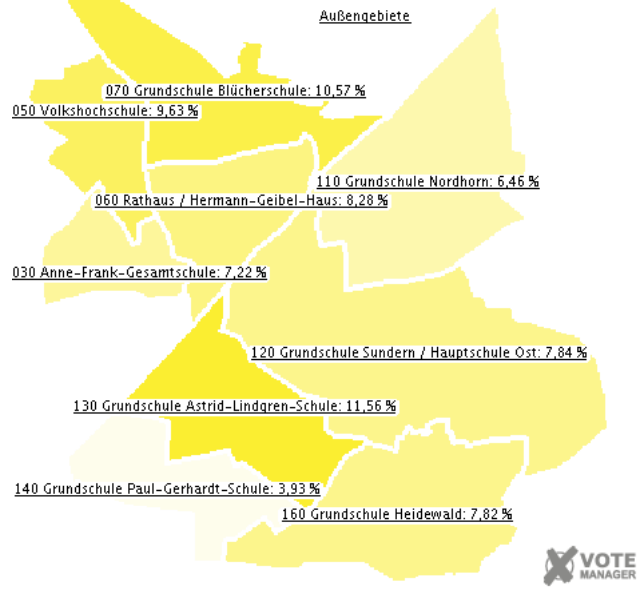 Außengebiete
070 Grundschule Blücherschule: 10,57 %
050 Volkshochschule: 9,63 %
110 Grundschule Nordhorn: 6,46 %
060 Rathaus / Hermann-Geibel-Haus: 8,28 %
030 Anne-Frank-Gesamtschule: 7,22 %
120 Grundschule Sundern / Hauptschule Ost: 7,84 %
130 Grundschule Astrid-Lindgren-Schule: 11,56 %
140 Grundschule Paul-Gerhardt-Schule: 3,93 %
160 Grundschule Heidewald: 7,82 %
VOTE
MANAGER